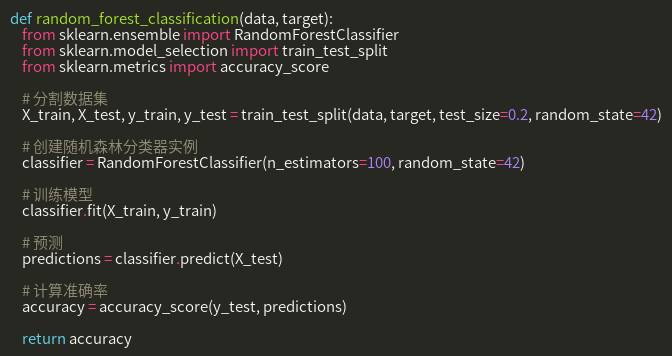 def random_forest_classification(data, target):
from sklearn.ensemble import RandomForestClassifier
from sklearn.model_selection import train_test_split
from sklearn.metrics import accuracy_score
# 分割数据集
X_train, X_test, y_train, y_test = train_test_split(data, target, test_size=0.2, random_state=42)
# 创建随机森林分类器实例
classifier = RandomForestClassifier(n_estimators=100, random_state=42)
# 训练模型
classifier.fit(X_train, y_train)
# 预测
predictions = classifier.predict(X_test)
# 计算准确率
accuracy = accuracy_score(y_test, predictions)
return accuracy